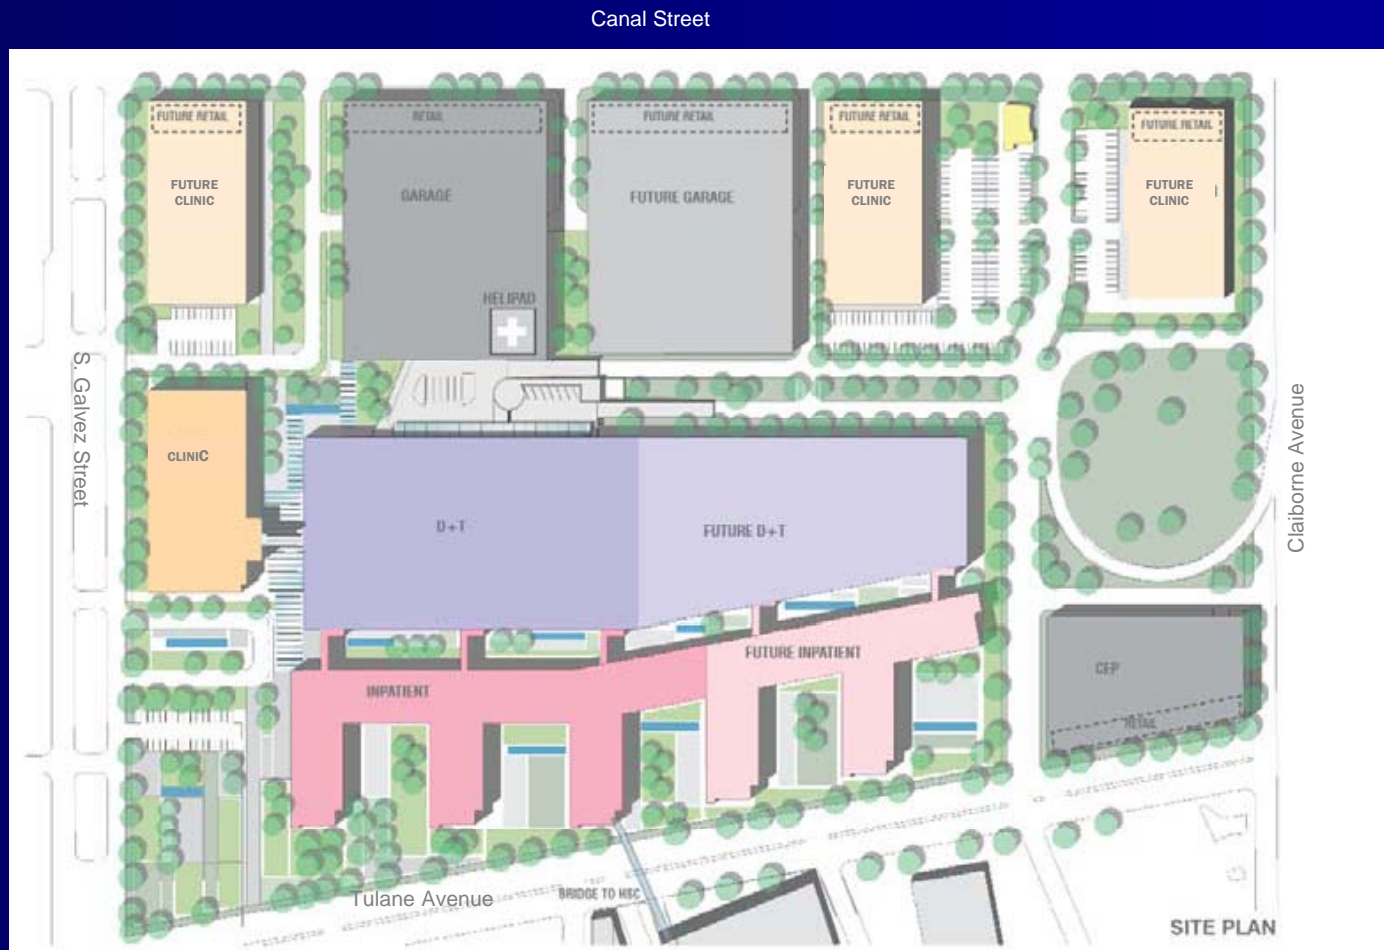 Canal Street
FUTURE RETAIL
RETAIL
FUTURE RETAIL
FUTURE RETAIL
FUTURE RETAIL
FUTURE
CLINIC
GARAGE
FUTURE GARAGE
FUTURE
CLINIC
FUTURE
CLINIC
HELIPAD
S. Galvez Street
CLINIC
D+T
FUTURE D+T
Claiborne Avenue
INPATIENT
FUTURE INPATIENT
CEP
RETAIL
Tulane Avenue
BRIDGE TO HSC
SITE PLAN